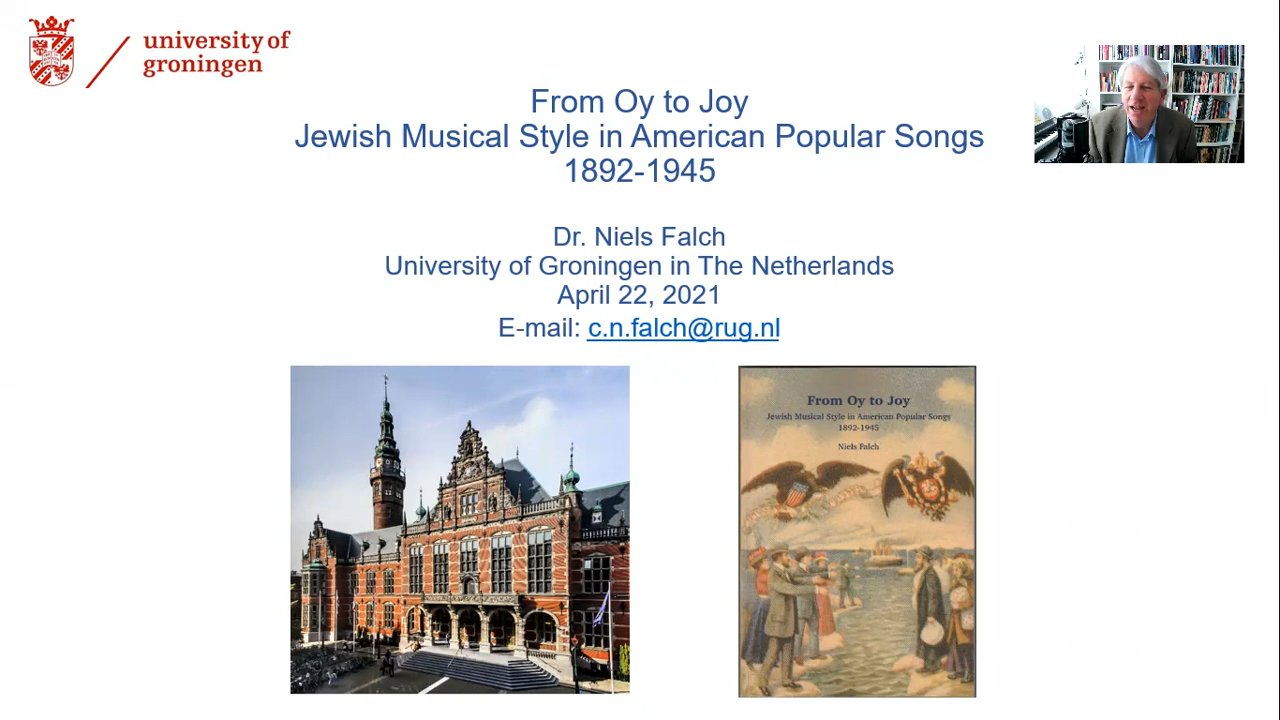 university of
groningen
From Oy to Joy
Jewish Musical Style in American Popular Songs
1892-1945
Dr. Niels Falch
University of Groningen in The Netherlands
April 22, 2021
E-mail: c.n.falch@rug.nl
From Oy to Joy
Jewish Musical Style in American Popular Songs
1892-1945
Niels Falch